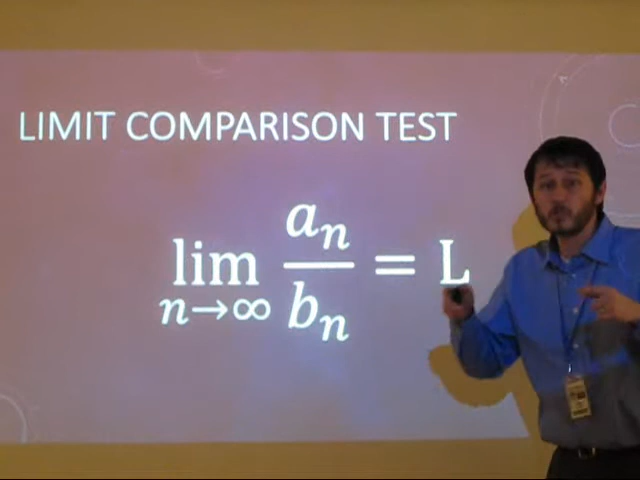 LIMIT COMPARISON TEST
lim n→∞ aₙ/bₙ = L